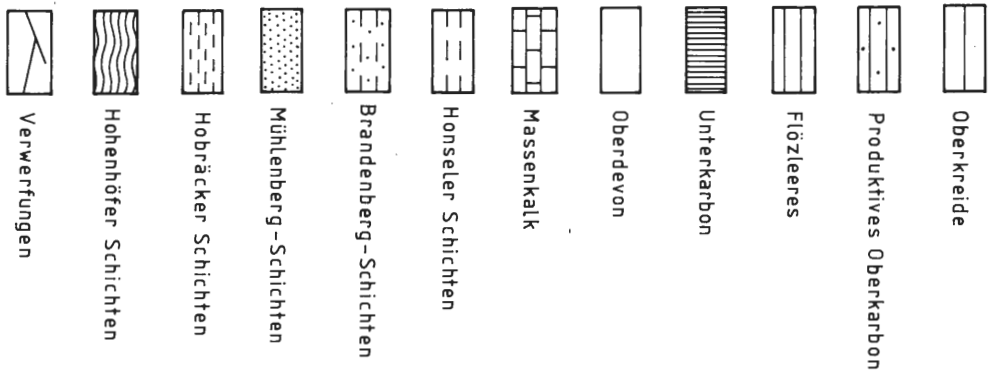 Oberkreide
Produktives Oberkarbon
Flözleeres
Unterkarbon
Oberdevon
Massenkalk
Honseler Schichten
Brandenberg-Schichten
Mühlenberg-Schichten
Hobräcker Schichten
Hohenhöfer Schichten
Verwerfungen